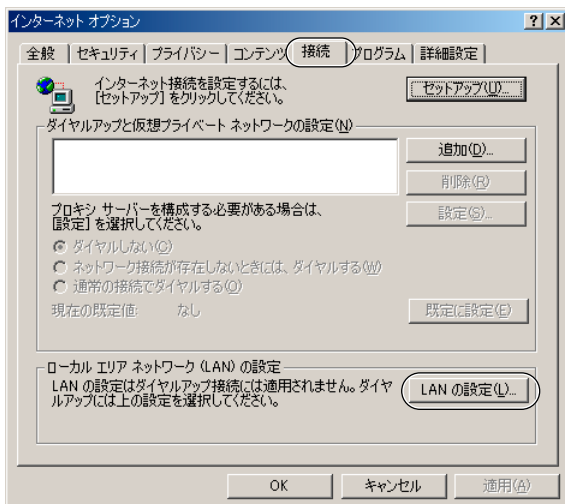 インターネット オプション
全般 セキュリティ プライバシー コンテンツ 接続 プログラム 詳細設定
インターネット接続を設定するには、
[セットアップ] をクリックしてください。
セットアップ(U)...
ダイヤルアップと仮想プライベート ネットワークの設定(N)
追加(D)...
削除(R)
プロキシ サーバーを構成する必要がある場合は、
[設定] を選択してください。
設定(S)...
ダイヤルしない(C)
ネットワーク接続が存在しないときには、ダイヤルする(W)
通常の接続でダイヤルする(O)
現在の既定値: なし
既定に設定(E)
ローカル エリア ネットワーク (LAN) の設定
LAN の設定はダイヤルアップ接続には適用されません。ダイヤ
ルアップには上の設定を選択してください。
LAN の設定(L)...
OK キャンセル 適用(A)